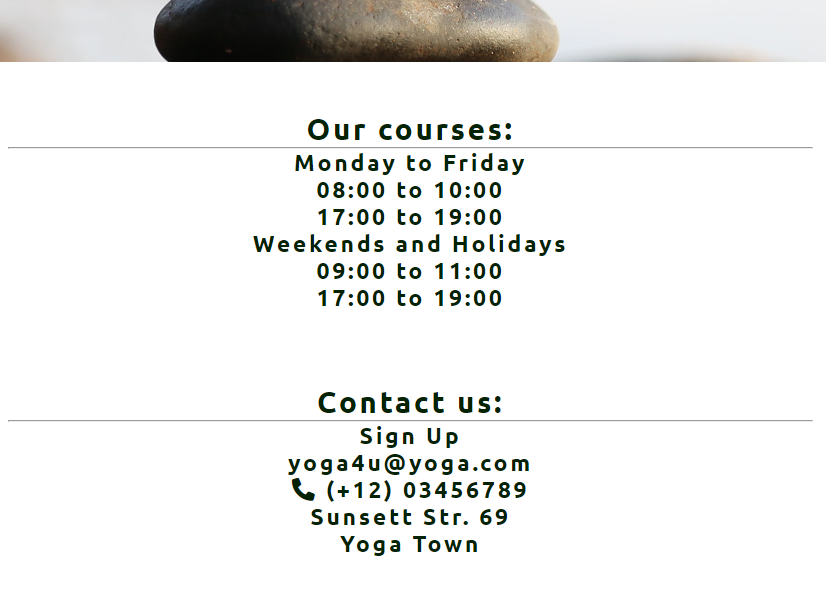 Our courses:
Monday to Friday
08:00 to 10:00
17:00 to 19:00
Weekends and Holidays
09:00 to 11:00
17:00 to 19:00
Contact us:
Sign Up
yoga4u@yoga.com
(+12) 03456789
Sunsett Str. 69
Yoga Town